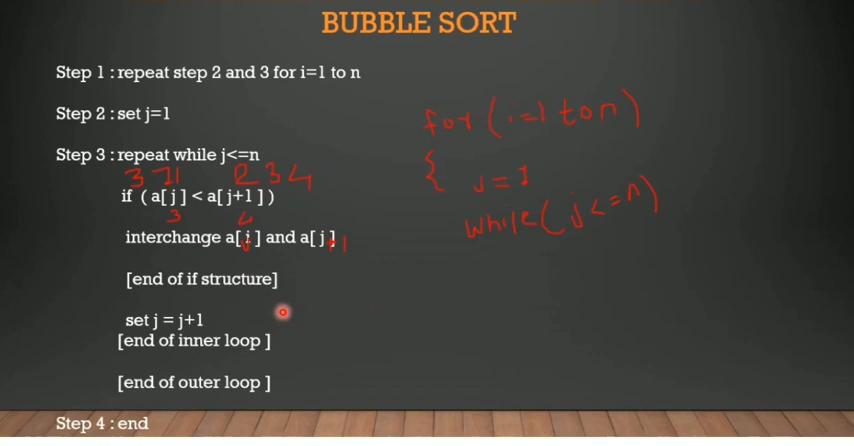 BUBBLE SORT
Step 1 : repeat step 2 and 3 for i=1 to n
Step 2 : set j=1
Step 3 : repeat while j<=n
3 2 3 4
if ( a[ j ] < a[ j+1 ])
3 4
interchange a[ j ] and a[ j ]
+1
[end of if structure]
set j = j+1
[end of inner loop ]
[end of outer loop ]
Step 4 : end
for (i=1 to n)
{
j = 1
while( j<=n)